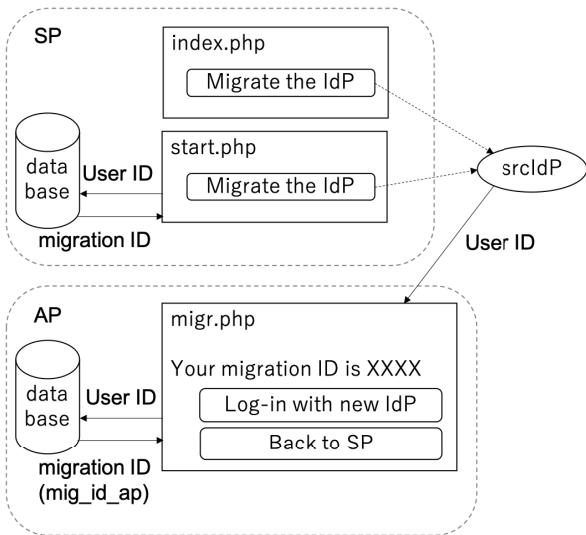 SP
index.php
Migrate the IdP
start.php
Migrate the IdP
data
base
User ID
migration ID
srcIdP
User ID
AP
migr.php
Your migration ID is XXXX
Log-in with new IdP
Back to SP
data
base
User ID
migration ID
(mig_id_ap)